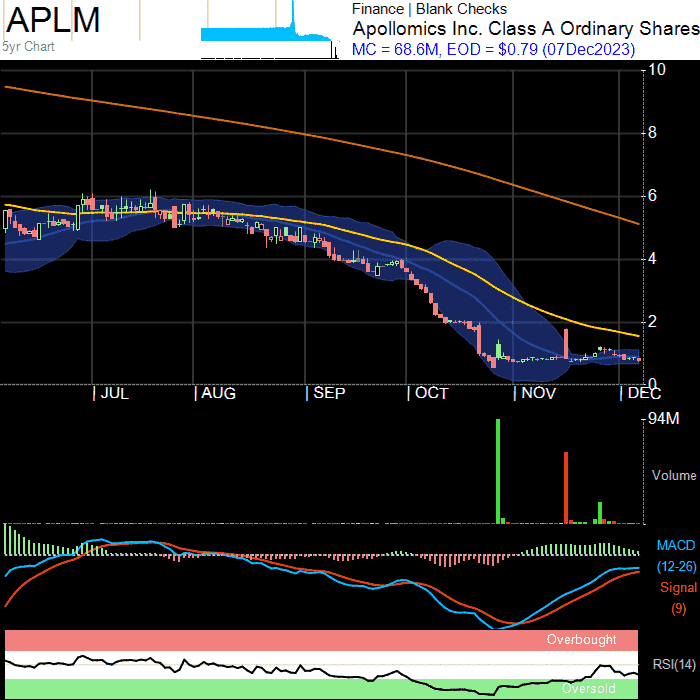 APLM
5yr Chart
Finance | Blank Checks
Apollomics Inc. Class A Ordinary Shares
MC = 68.6M, EOD = $0.79 (07Dec2023)
10
8
6
4
2
0
JUL AUG SEP OCT NOV DEC
94M
Volume
MACD
(12-26)
Signal
(9)
Overbought
RSI(14)
Oversold